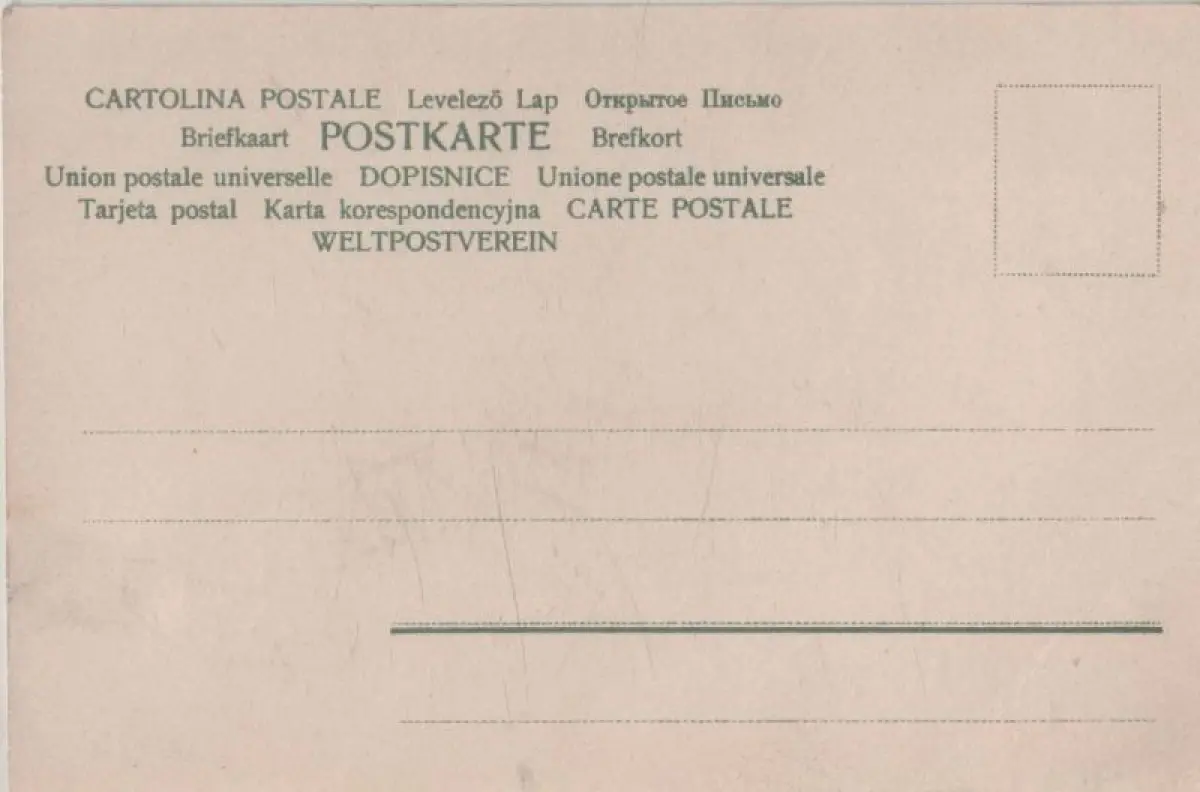 CARTOLINA POSTALE Levelező Lap Открытое Письмо
Briefkaart POSTKARTE Brefkort
Union postale universelle DOPISNICE Unione postale universale
Tarjeta postal Karta korespondencyjna CARTE POSTALE
WELTPOSTVEREIN